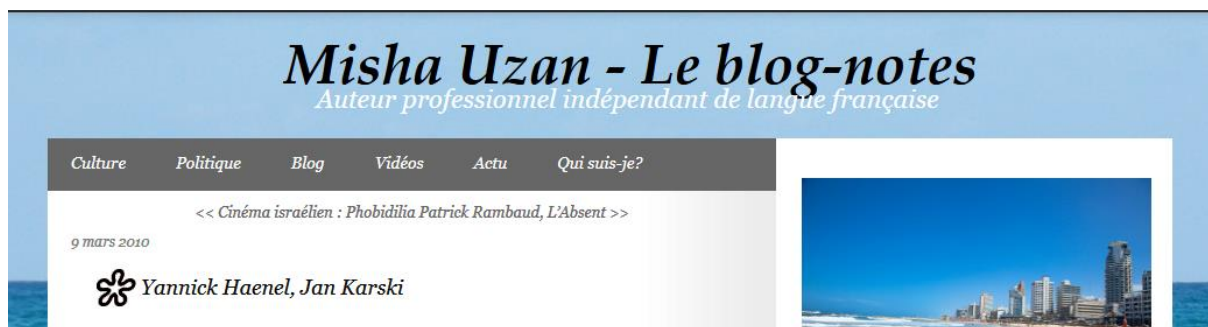 Misha Uzan - Le blog-notes
Auteur professionnel indépendant de langue française
Culture Politique Blog Vidéos Actu Qui suis-je?
<< Cinéma israélien : Phobidilia Patrick Rambaud, L’Absent >>
9 mars 2010
Yannick Haenel, Jan Karski